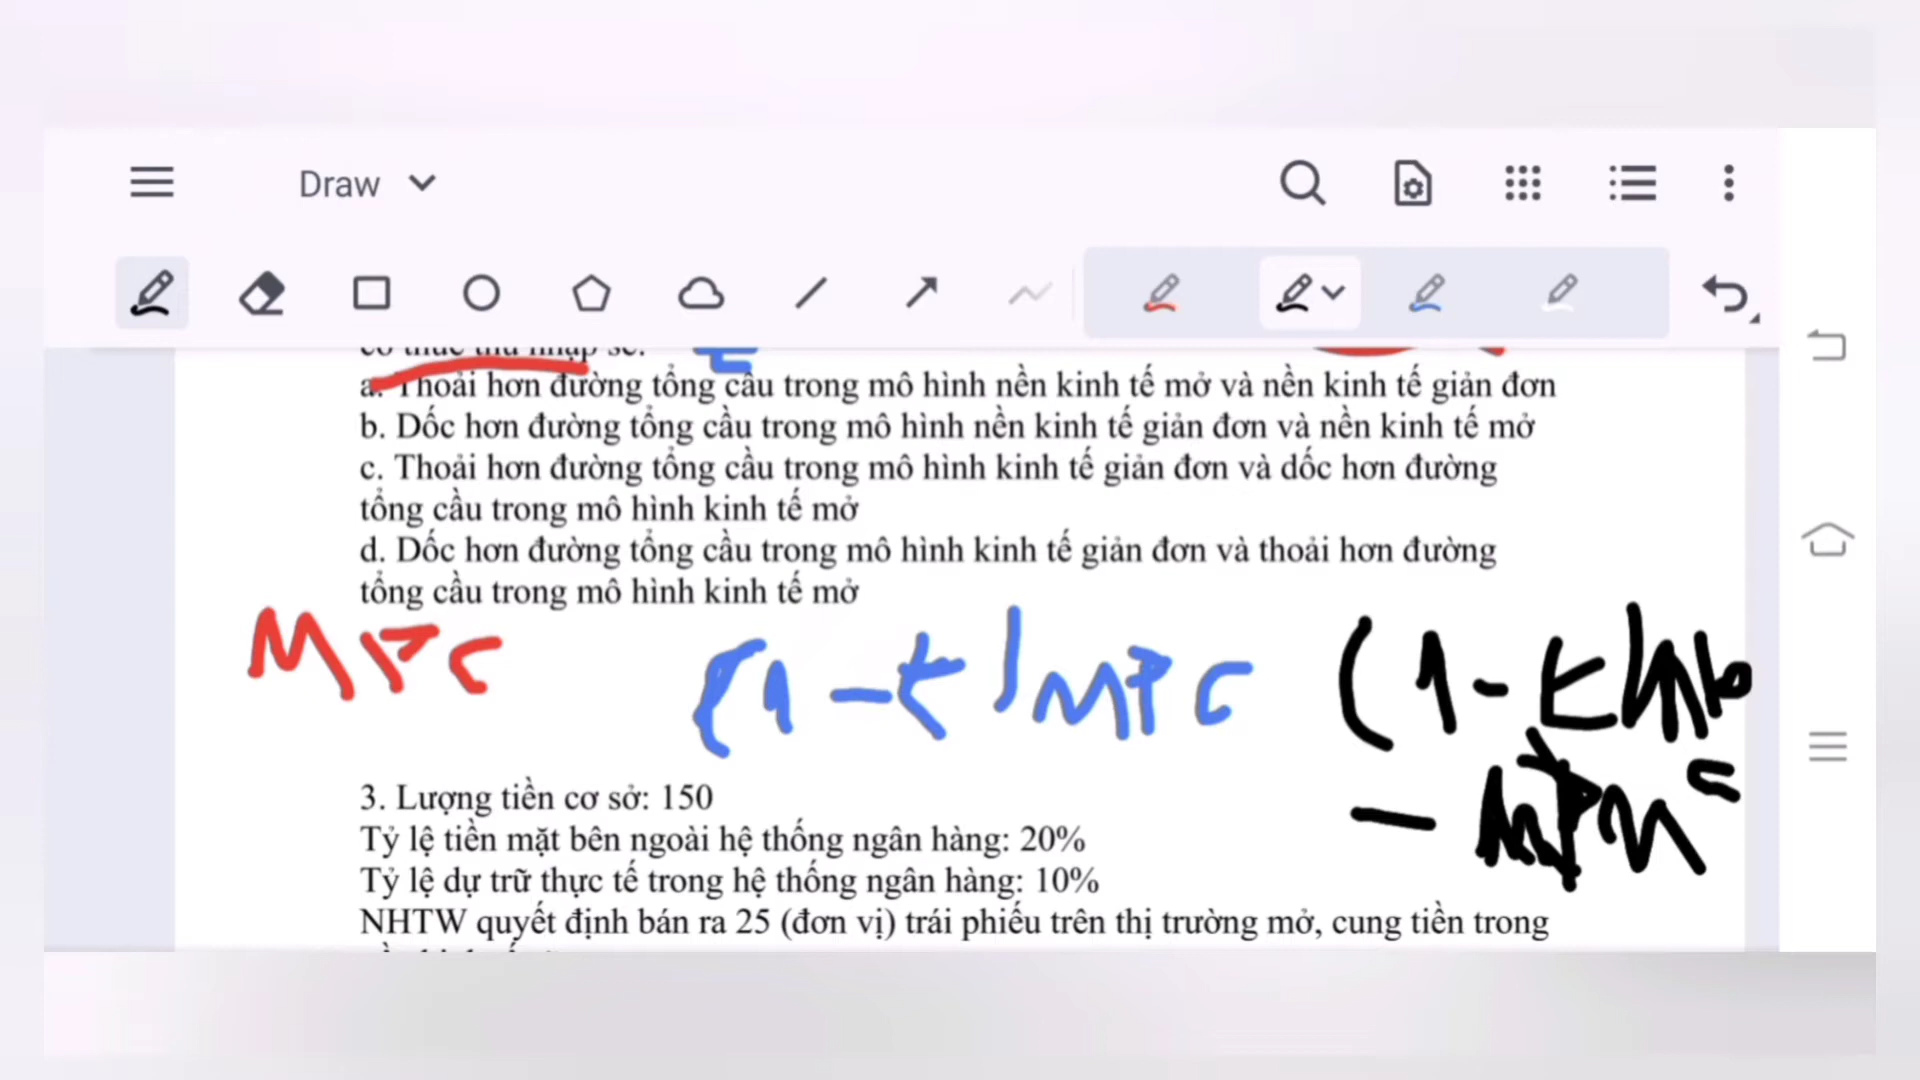 Draw
a. Thoải hơn đường tổng cầu trong mô hình nền kinh tế mở và nền kinh tế giản đơn
b. Dốc hơn đường tổng cầu trong mô hình nền kinh tế giản đơn và nền kinh tế mở
c. Thoải hơn đường tổng cầu trong mô hình kinh tế giản đơn và dốc hơn đường
tổng cầu trong mô hình kinh tế mở
d. Dốc hơn đường tổng cầu trong mô hình kinh tế giản đơn và thoải hơn đường
tổng cầu trong mô hình kinh tế mở
MPC (1-t)MPC (1-t)MPC
- MPM
3. Lượng tiền cơ sở: 150
Tỷ lệ tiền mặt bên ngoài hệ thống ngân hàng: 20%
Tỷ lệ dự trữ thực tế trong hệ thống ngân hàng: 10%
NHTW quyết định bán ra 25 (đơn vị) trái phiếu trên thị trường mở, cung tiền trong